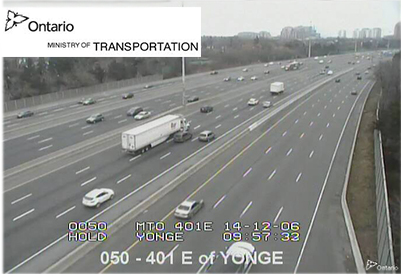 Ontario
MINISTRY OF TRANSPORTATION
0050 MTO 401E 14-12-06
HOLD YONGE 09:57:33
050 - 401 E of YONGE
Ontario